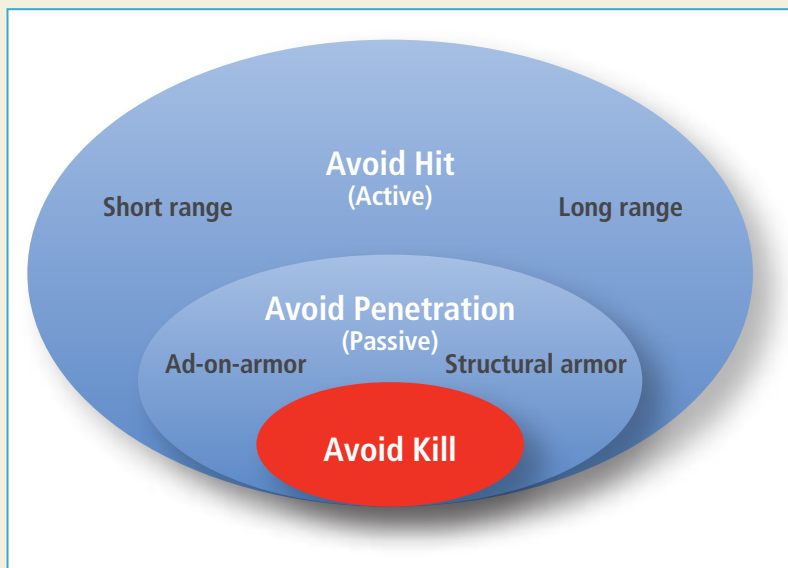 Avoid Hit
(Active)
Short range
Long range
Avoid Penetration
(Passive)
Ad-on-armor
Structural armor
Avoid Kill